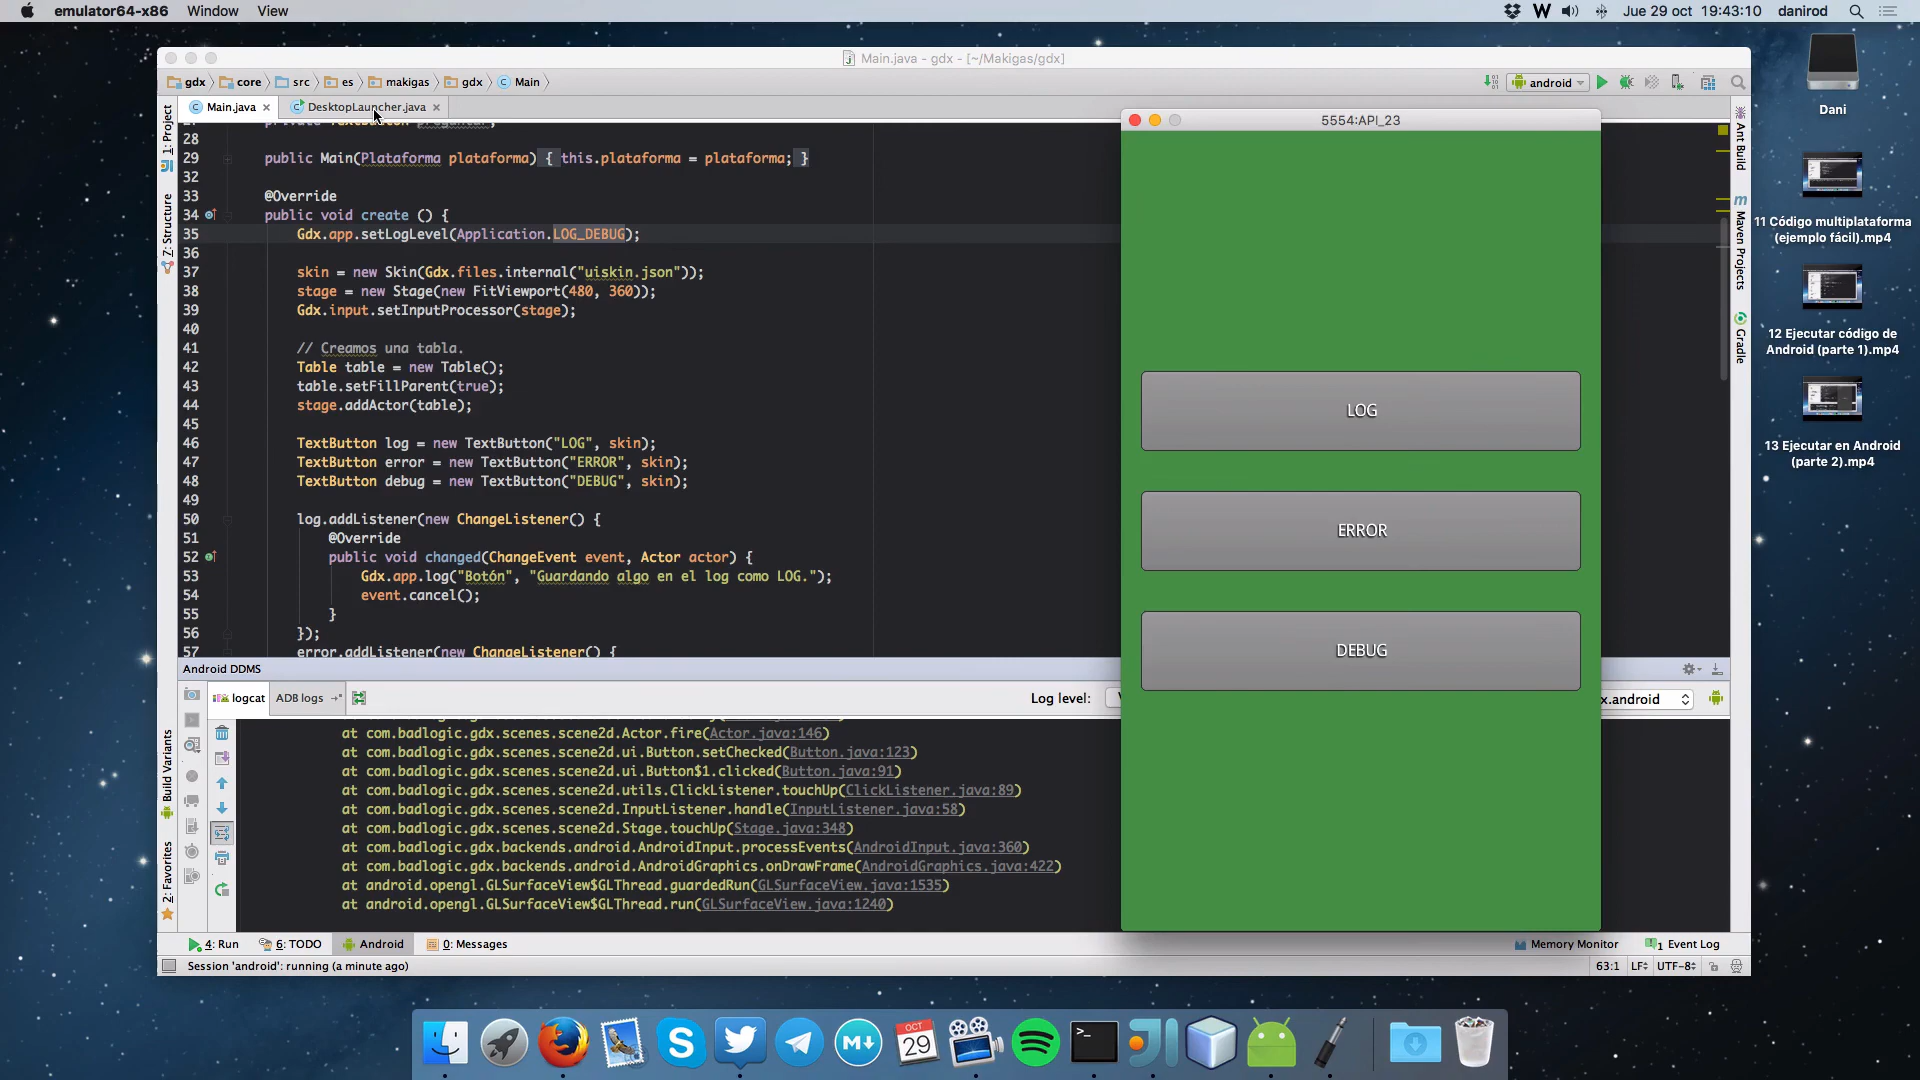 emulator64-x86 Window View
Jue 29 oct 19:43:10 danirod
Main.java - gdx - [~/Makigas/gdx]
gdx core src es makigas gdx Main
android
Main.java DesktopLauncher.java
5554:API_23
28
29 public Main(Plataforma plataforma) { this.plataforma = plataforma; }
32
33 @Override
34 public void create () {
35 Gdx.app.setLogLevel(Application.LOG_DEBUG);
36
37 skin = new Skin(Gdx.files.internal("uiskin.json"));
38 stage = new Stage(new FitViewport(480, 360));
39 Gdx.input.setInputProcessor(stage);
40
41 // Creamos una tabla.
42 Table table = new Table();
43 table.setFillParent(true);
44 stage.addActor(table);
45
46 TextButton log = new TextButton("LOG", skin);
47 TextButton error = new TextButton("ERROR", skin);
48 TextButton debug = new TextButton("DEBUG", skin);
49
50 log.addListener(new ChangeListener() {
51 @Override
52 public void changed(ChangeEvent event, Actor actor) {
53 Gdx.app.log("Botón", "Guardando algo en el log como LOG.");
54 event.cancel();
55 }
56 });
57 error.addListener(new ChangeListener() {
LOG
ERROR
DEBUG
1: Project
Z: Structure
Build Variants
2: Favorites
Ant Build
m Maven Projects
Gradle
Android DDMS
logcat ADB logs
Log level:
x.android
at com.badlogic.gdx.scenes.scene2d.Actor.fire(Actor.java:146)
at com.badlogic.gdx.scenes.scene2d.ui.Button.setChecked(Button.java:123)
at com.badlogic.gdx.scenes.scene2d.ui.Button$1.clicked(Button.java:91)
at com.badlogic.gdx.scenes.scene2d.utils.ClickListener.touchUp(ClickListener.java:89)
at com.badlogic.gdx.scenes.scene2d.InputListener.handle(InputListener.java:58)
at com.badlogic.gdx.scenes.scene2d.Stage.touchUp(Stage.java:348)
at com.badlogic.gdx.backends.android.AndroidInput.processEvents(AndroidInput.java:360)
at com.badlogic.gdx.backends.android.AndroidGraphics.onDrawFrame(AndroidGraphics.java:422)
at android.opengl.GLSurfaceView$GLThread.guardedRun(GLSurfaceView.java:1535)
at android.opengl.GLSurfaceView$GLThread.run(GLSurfaceView.java:1240)
4: Run 6: TODO Android 0: Messages
Memory Monitor 1 Event Log
Session 'android': running (a minute ago)
63:1 LF UTF-8
Dani
11 Código multiplataforma
(ejemplo fácil).mp4
12 Ejecutar código de
Android (parte 1).mp4
13 Ejecutar en Android
(parte 2).mp4
OCT
29